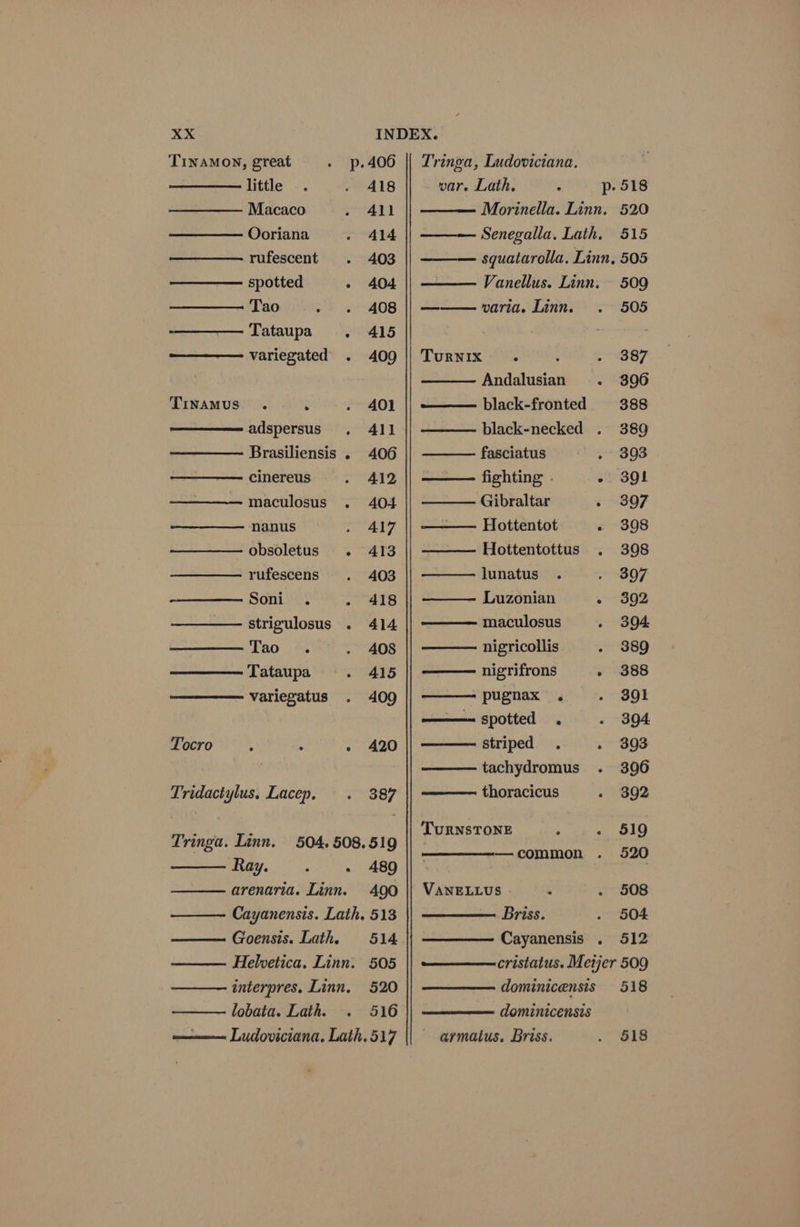 XX INDEX.
TINAMON, great . p. 406
——— little . . 418
——— Macaco . 411
——— Ooriana . 414
——— rufescent . 403
——— spotted . 404
——— Tao . . 408
——— Tataupa . 415
——— variegated . 409
TINAMUS . . . 401
——— adspersus . 411
——— Brasiliensis . 406
——— cinereus . 412
——— maculosus . 404
——— nanus . 417
——— obsoletus . 413
——— rufescens . 403
——— Soni . . 418
——— strigulosus . 414
——— Tao . . 408
——— Tataupa . 415
——— variegatus . 409
Tocro . . . 420
Tridactylus. Lacep. . 387
Tringa. Linn. 504. 508. 519
——— Ray. . . 489
——— arenaria. Linn. 490
——— Cayanensis. Lath. 513
——— Goensis. Lath. 514
——— Helvetica. Linn. 505
——— interpres. Linn. 520
——— lobata. Lath. . 516
——— Ludoviciana. Lath. 517
Tringa, Ludoviciana.
var. Lath. . p. 518
——— Morinella. Linn. 520
——— Senegalla. Lath. 515
——— squatarolla. Linn. 505
——— Vanellus. Linn. 509
——— varia. Linn. . 505
TURNIX . . . 387
——— Andalusian . 396
——— black-fronted 388
——— black-necked . 389
——— fasciatus . 393
——— fighting . . 391
——— Gibraltar . 397
——— Hottentot . 398
——— Hottentottus . 398
——— lunatus . . 397
——— Luzonian . 392
——— maculosus . 394
——— nigricollis . 389
——— nigrifrons . 388
——— pugnax . . 391
——— spotted . . 394
——— striped . . 393
——— tachydromus . 396
——— thoracicus . 392
TURNSTONE . . 519
——— common . 520
VANELLUS . . 508
——— Briss. . 504
——— Cayanensis . 512
——— cristatus. Meijer 509
——— dominicensis 518
——— dominicensis
armatus. Briss. . 518